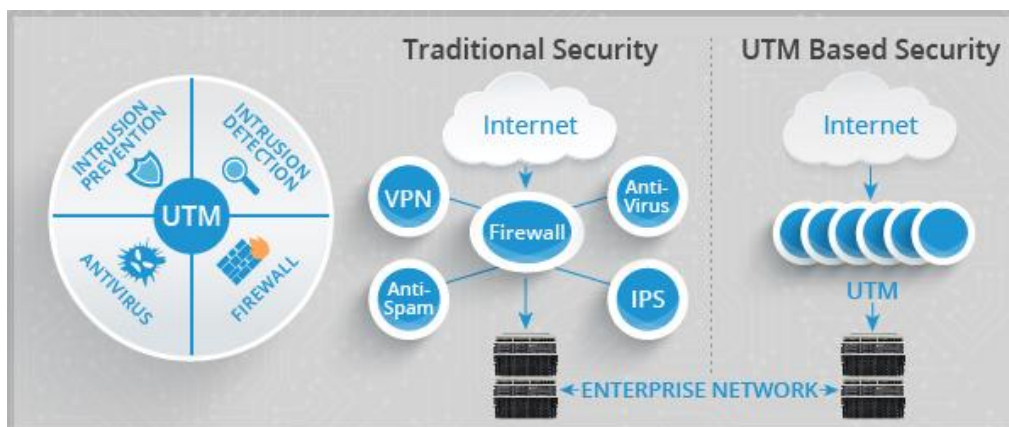 INTRUSION
PREVENTION
INTRUSION
DETECTION
UTM
ANTIVIRUS
FIREWALL
Traditional Security
Internet
VPN
Anti-
Virus
Firewall
Anti-
Spam
IPS
UTM Based Security
Internet
UTM
ENTERPRISE NETWORK